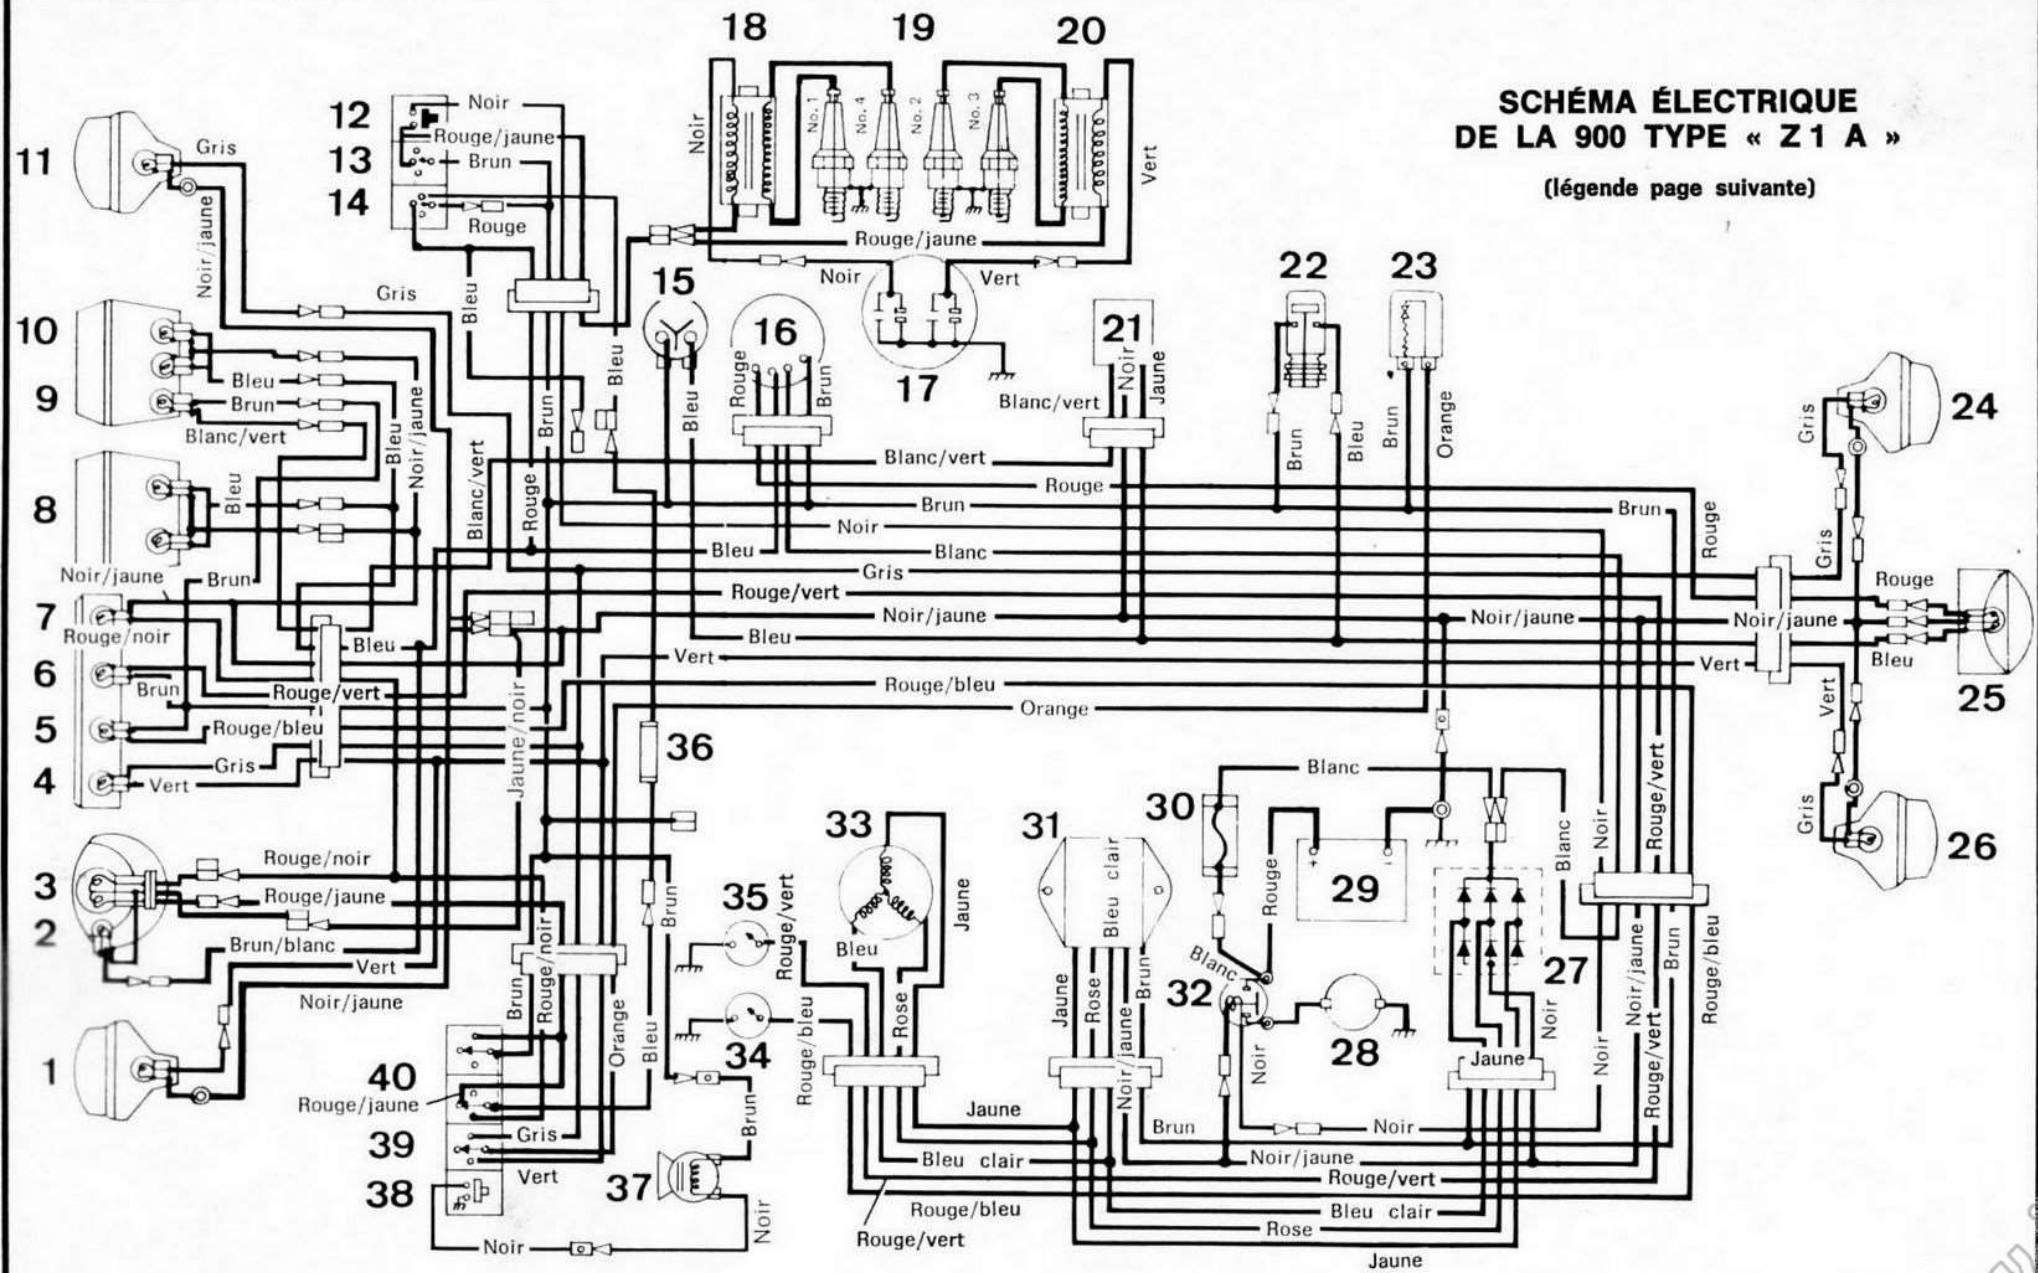 SCHÉMA ÉLECTRIQUE
DE LA 900 TYPE « Z1 A »
(légende page suivante)
18
19
20
12
Noir
Rouge/jaune
13
Brun
14
Rouge
11
Gris
Noir/jaune
Noir
No. 1
No. 4
No. 2
No. 3
Vert
Rouge/jaune
Noir
Vert
Gris
Bleu
Bleu
15
16
17
21
22
23
Rouge
Brun
Noir
Jaune
Blanc/vert
Bleu
Brun
Bleu
Brun
Orange
10
9
Bleu
Brun
Blanc/vert
Bleu
Noir/jaune
Brun
Blanc/vert
Rouge
8
Bleu
Noir/jaune
Brun
Blanc/vert
Rouge
Brun
Brun
Rouge
Noir
Bleu
Blanc
Gris
Rouge/vert
Noir/jaune
Noir/jaune
Noir/jaune
Bleu
Vert
Vert
Rouge/bleu
Orange
24
Gris
Gris
Rouge
Bleu
25
Vert
Gris
26
7
Rouge/noir
Bleu
6
Brun
Rouge/vert
5
Rouge/bleu
4
Gris
Vert
Jaune/noir
36
3
2
Rouge/noir
Rouge/jaune
Brun/blanc
Vert
Noir/jaune
1
Brun
Rouge/noir
Orange
Bleu
Brun
40
Rouge/jaune
39
Gris
Vert
38
Noir
37
Brun
Noir
35
Rouge/vert
34
Rouge/bleu
33
Bleu
Jaune
Rose
31
Bleu clair
Jaune
Rose
Noir/jaune
Brun
30
Blanc
Rouge
Blanc
+
-
29
32
28
Noir
27
Noir
Jaune
Blanc
Noir
Rouge/vert
Noir
Noir/jaune
Rouge/vert
Brun
Rouge/bleu
Jaune
Brun
Noir
Bleu clair
Noir/jaune
Rouge/vert
Rouge/bleu
Bleu clair
Rouge/vert
Rose
Jaune